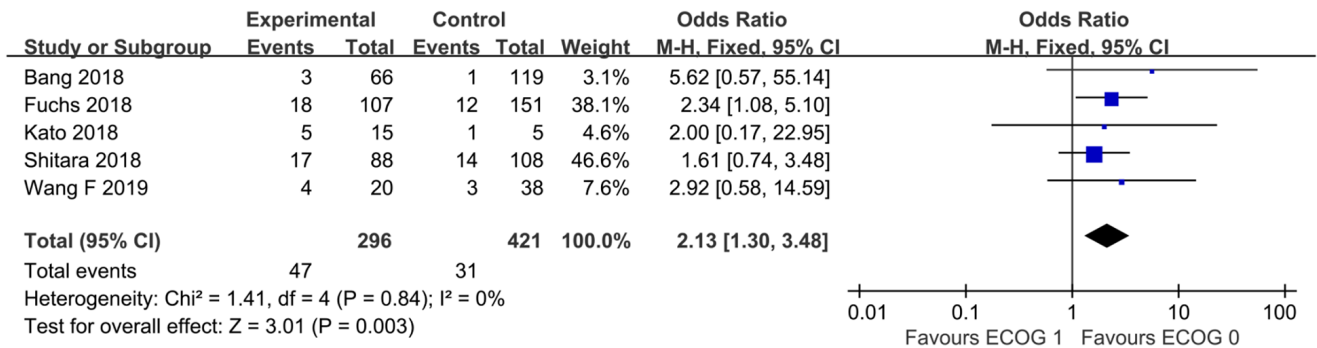 Experimental Control Odds Ratio Odds Ratio
Study or Subgroup Events Total Events Total Weight M-H, Fixed, 95% CI M-H, Fixed, 95% CI
Bang 2018 3 66 1 119 3.1% 5.62 [0.57, 55.14]
Fuchs 2018 18 107 12 151 38.1% 2.34 [1.08, 5.10]
Kato 2018 5 15 1 5 4.6% 2.00 [0.17, 22.95]
Shitara 2018 17 88 14 108 46.6% 1.61 [0.74, 3.48]
Wang F 2019 4 20 3 38 7.6% 2.92 [0.58, 14.59]
Total (95% CI) 296 421 100.0% 2.13 [1.30, 3.48]
Total events 47 31
Heterogeneity: Chi² = 1.41, df = 4 (P = 0.84); I² = 0%
Test for overall effect: Z = 3.01 (P = 0.003)
0.01 0.1 1 10 100
Favours ECOG 1 Favours ECOG 0